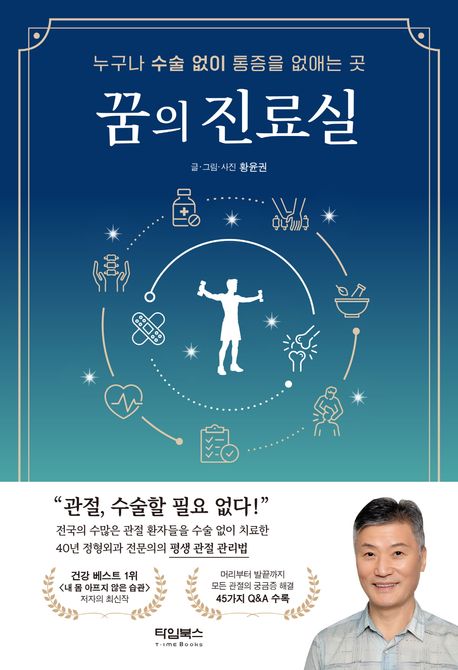 누구나 수술 없이 통증을 없애는 곳
꿈의 진료실
글·그림·사진 황윤권
“관절, 수술할 필요 없다!”
전국의 수많은 관절 환자들을 수술 없이 치료한
40년 정형외과 전문의의 평생 관절 관리법
건강 베스트 1위
〈내 몸 아프지 않은 습관〉
저자의 최신작
머리부터 발끝까지
모든 관절의 궁금증 해결
45가지 Q&A 수록
타임북스
TIME BOOKS